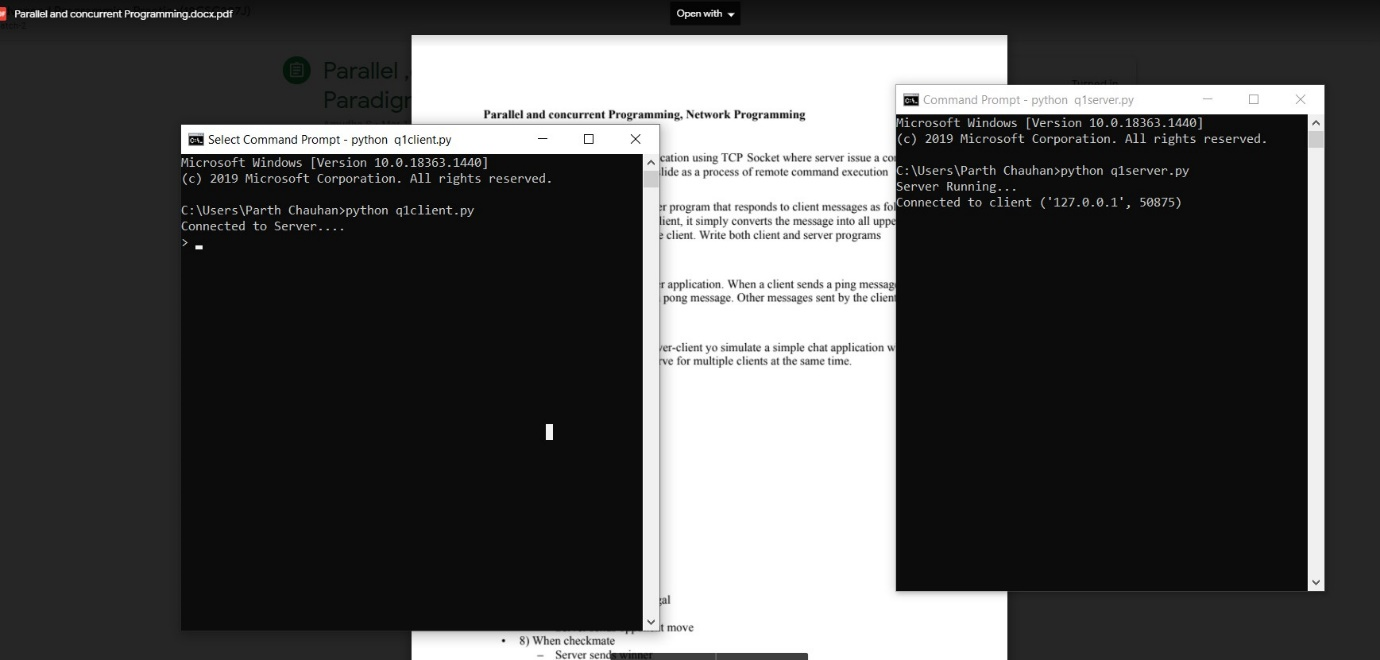 Parallel and concurrent Programming.docx.pdf
Open with
Parallel
Paradig
Turned in
Parallel and concurrent Programming, Network Programming
cation using TCP Socket where server issue a co
lide as a process of remote command execution
er program that responds to client messages as fol
lient, it simply converts the message into all uppe
e client. Write both client and server programs
er application. When a client sends a ping messag
pong message. Other messages sent by the client
ver-client yo simulate a simple chat application w
rve for multiple clients at the same time.
gal
t move
• 8) When checkmate
– Server sends winner
Select Command Prompt - python q1client.py
Microsoft Windows [Version 10.0.18363.1440]
(c) 2019 Microsoft Corporation. All rights reserved.
C:\Users\Parth Chauhan>python q1client.py
Connected to Server....
>
Command Prompt - python q1server.py
Microsoft Windows [Version 10.0.18363.1440]
(c) 2019 Microsoft Corporation. All rights reserved.
C:\Users\Parth Chauhan>python q1server.py
Server Running...
Connected to client ('127.0.0.1', 50875)